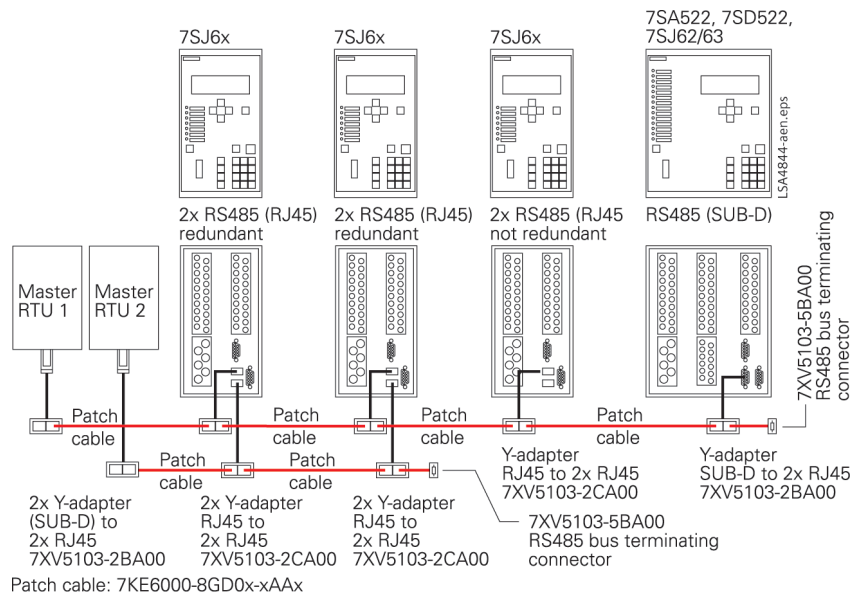 7SJ6x
7SJ6x
7SJ6x
7SA522, 7SD522,
7SJ62/63
LSA4844-aen.eps
2x RS485 (RJ45)
redundant
2x RS485 (RJ45)
redundant
2x RS485 (RJ45
not redundant
RS485 (SUB-D)
Master
RTU 1
Master
RTU 2
7XV5103-5BA00
RS485 bus terminating
connector
Patch
cable
Patch
cable
Patch
cable
Patch
cable
Patch
cable
Patch
cable
Y-adapter
RJ45 to 2x RJ45
7XV5103-2CA00
Y-adapter
SUB-D to 2x RJ45
7XV5103-2BA00
2x Y-adapter
(SUB-D) to
2x RJ45
7XV5103-2BA00
2x Y-adapter
RJ45 to
2x RJ45
7XV5103-2CA00
2x Y-adapter
RJ45 to
2x RJ45
7XV5103-2CA00
7XV5103-5BA00
RS485 bus terminating
connector
Patch cable: 7KE6000-8GD0x-xAAx